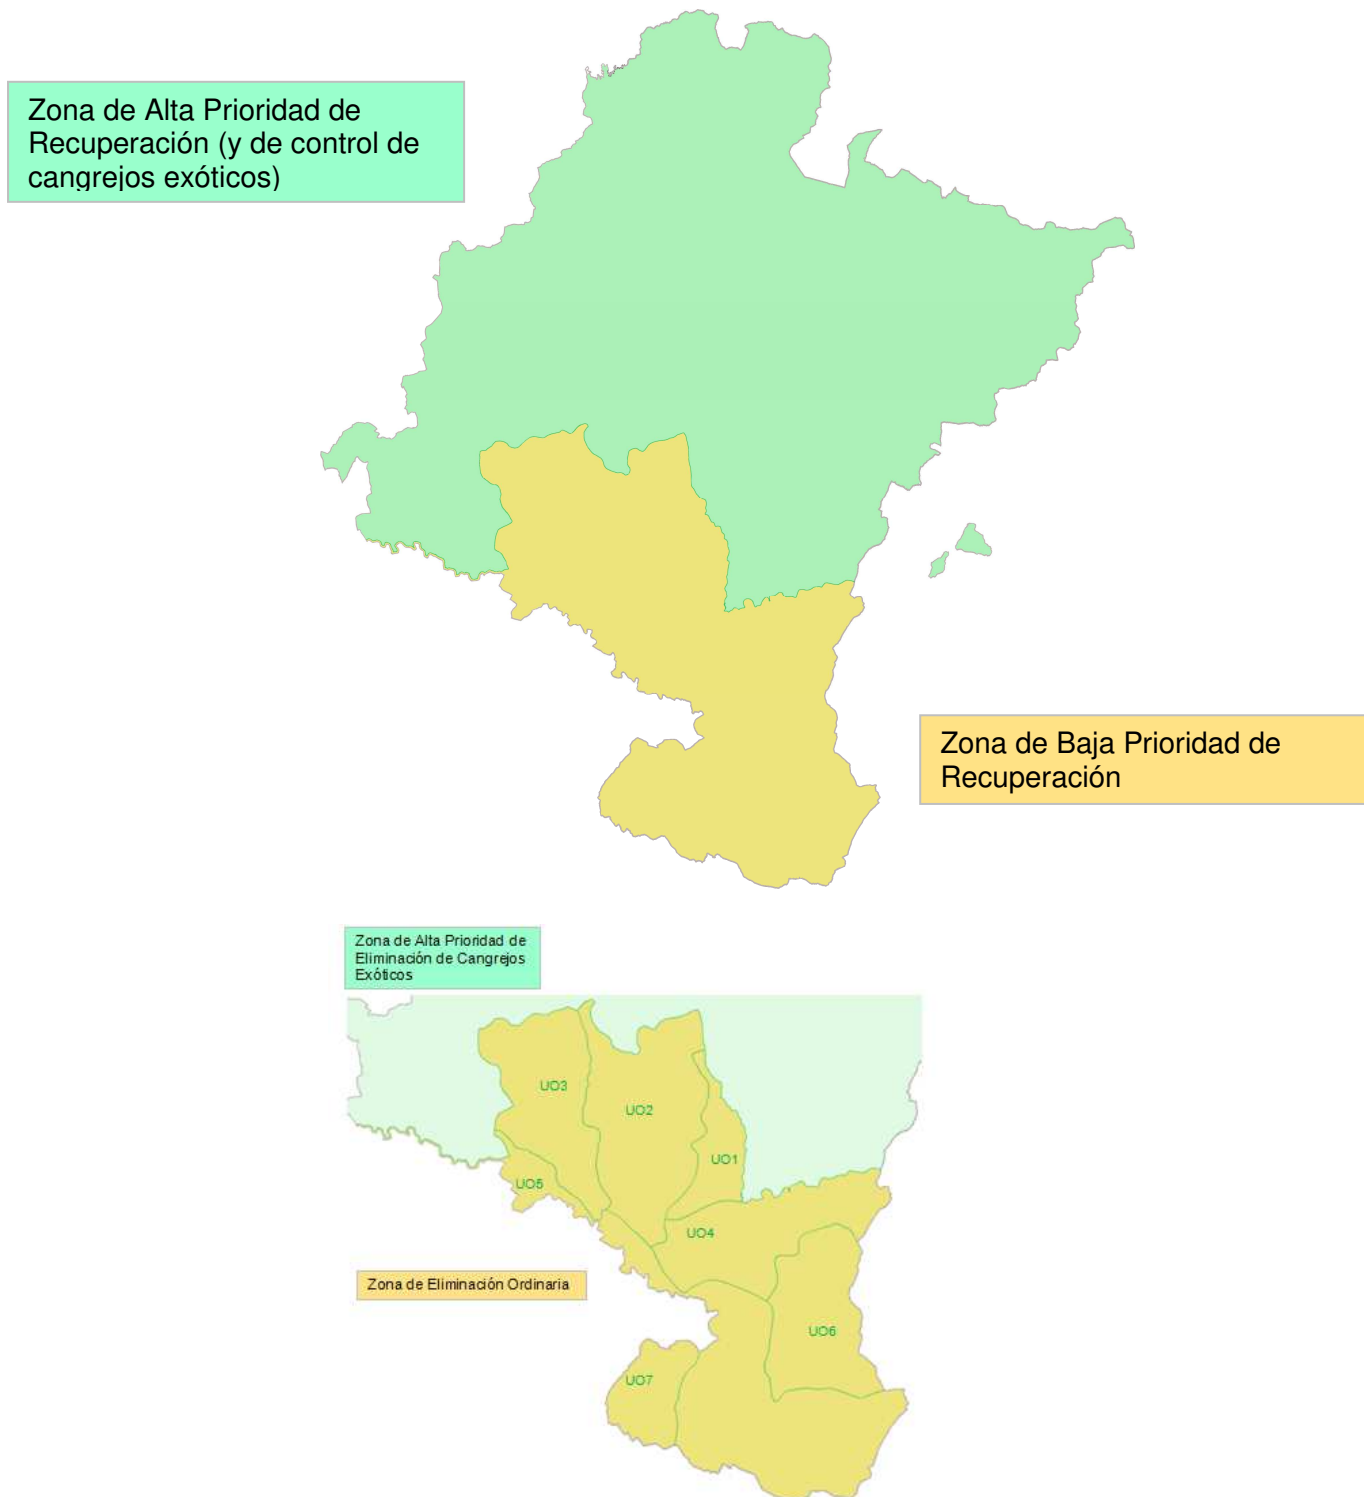 Zona de Alta Prioridad de
Recuperación (y de control de
cangrejos exóticos)
Zona de Baja Prioridad de
Recuperación
Zona de Alta Prioridad de
Eliminación de Cangrejos
Exóticos
UO3
UO2
UO1
UO5
UO4
Zona de Eliminación Ordinaria
UO6
UO7